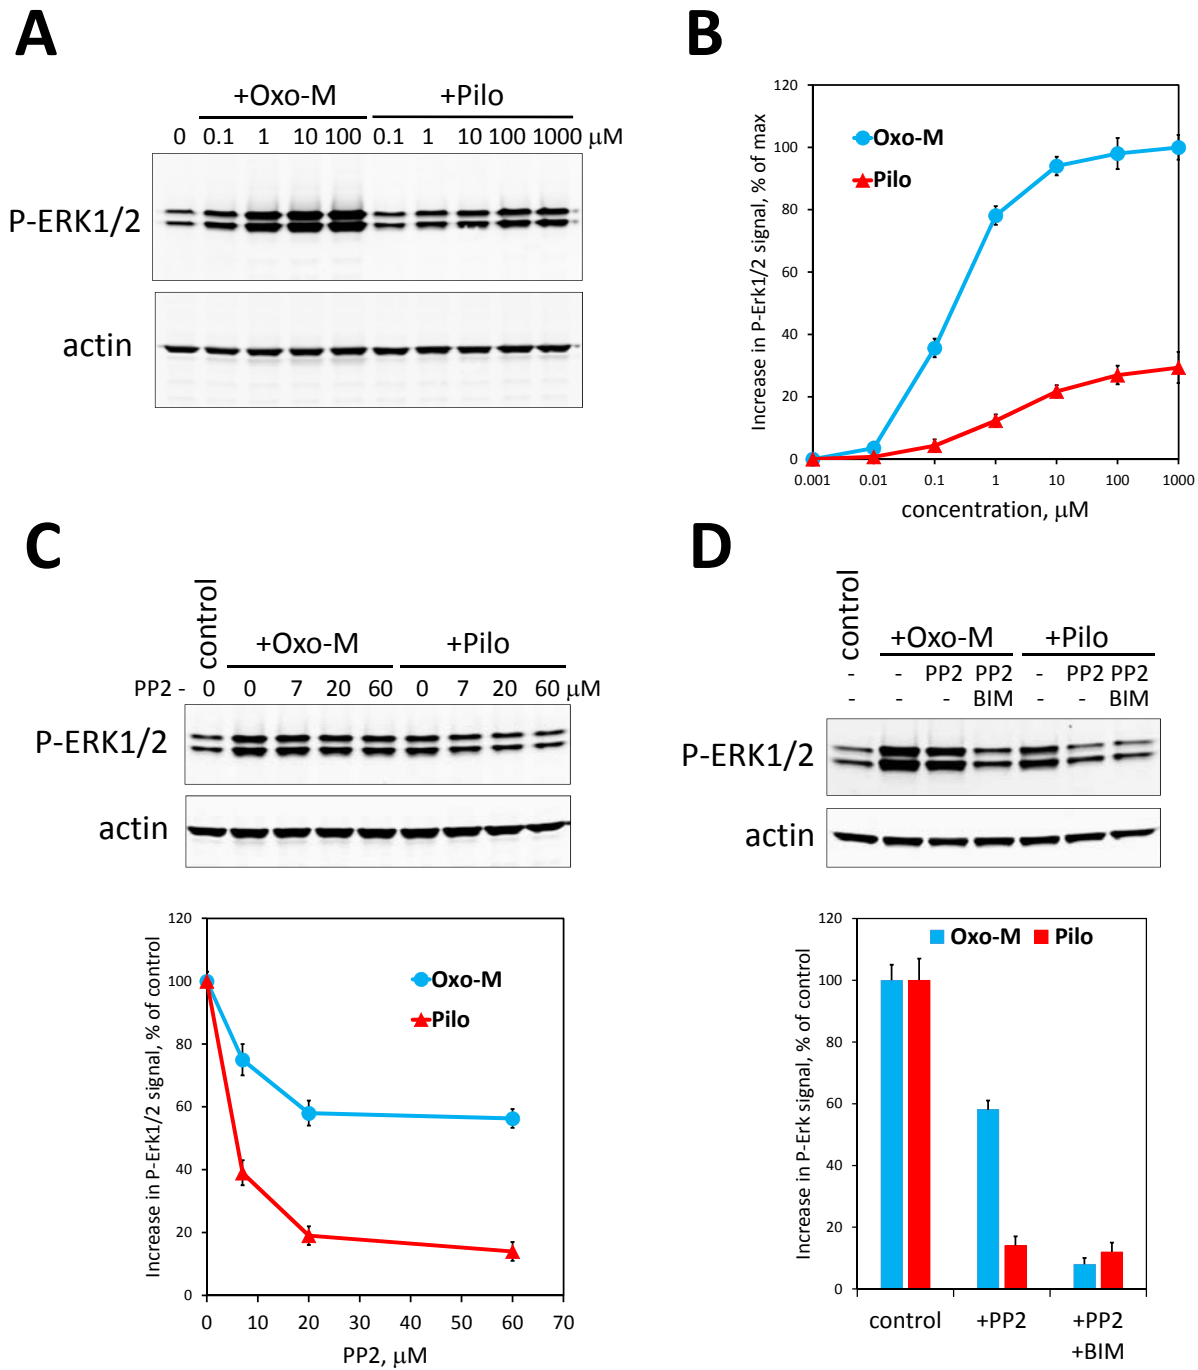 A
+Oxo-M +Pilo
0 0.1 1 10 100 0.1 1 10 100 1000 μM
P-ERK1/2
actin
B
Increase in P-Erk1/2 signal, % of max
120
100
80
60
40
20
0
Oxo-M
Pilo
0.001 0.01 0.1 1 10 100 1000
concentration, μM
C
control
+Oxo-M +Pilo
PP2 - 0 0 7 20 60 0 7 20 60 μM
P-ERK1/2
actin
Increase in P-Erk1/2 signal, % of control
120
100
80
60
40
20
0
Oxo-M
Pilo
0 10 20 30 40 50 60 70
PP2, μM
D
control
+Oxo-M +Pilo
- - PP2 PP2 - PP2 PP2
- - - BIM - - BIM
P-ERK1/2
actin
Increase in P-Erk signal, % of control
120
100
80
60
40
20
0
Oxo-M Pilo
control +PP2 +PP2
+BIM